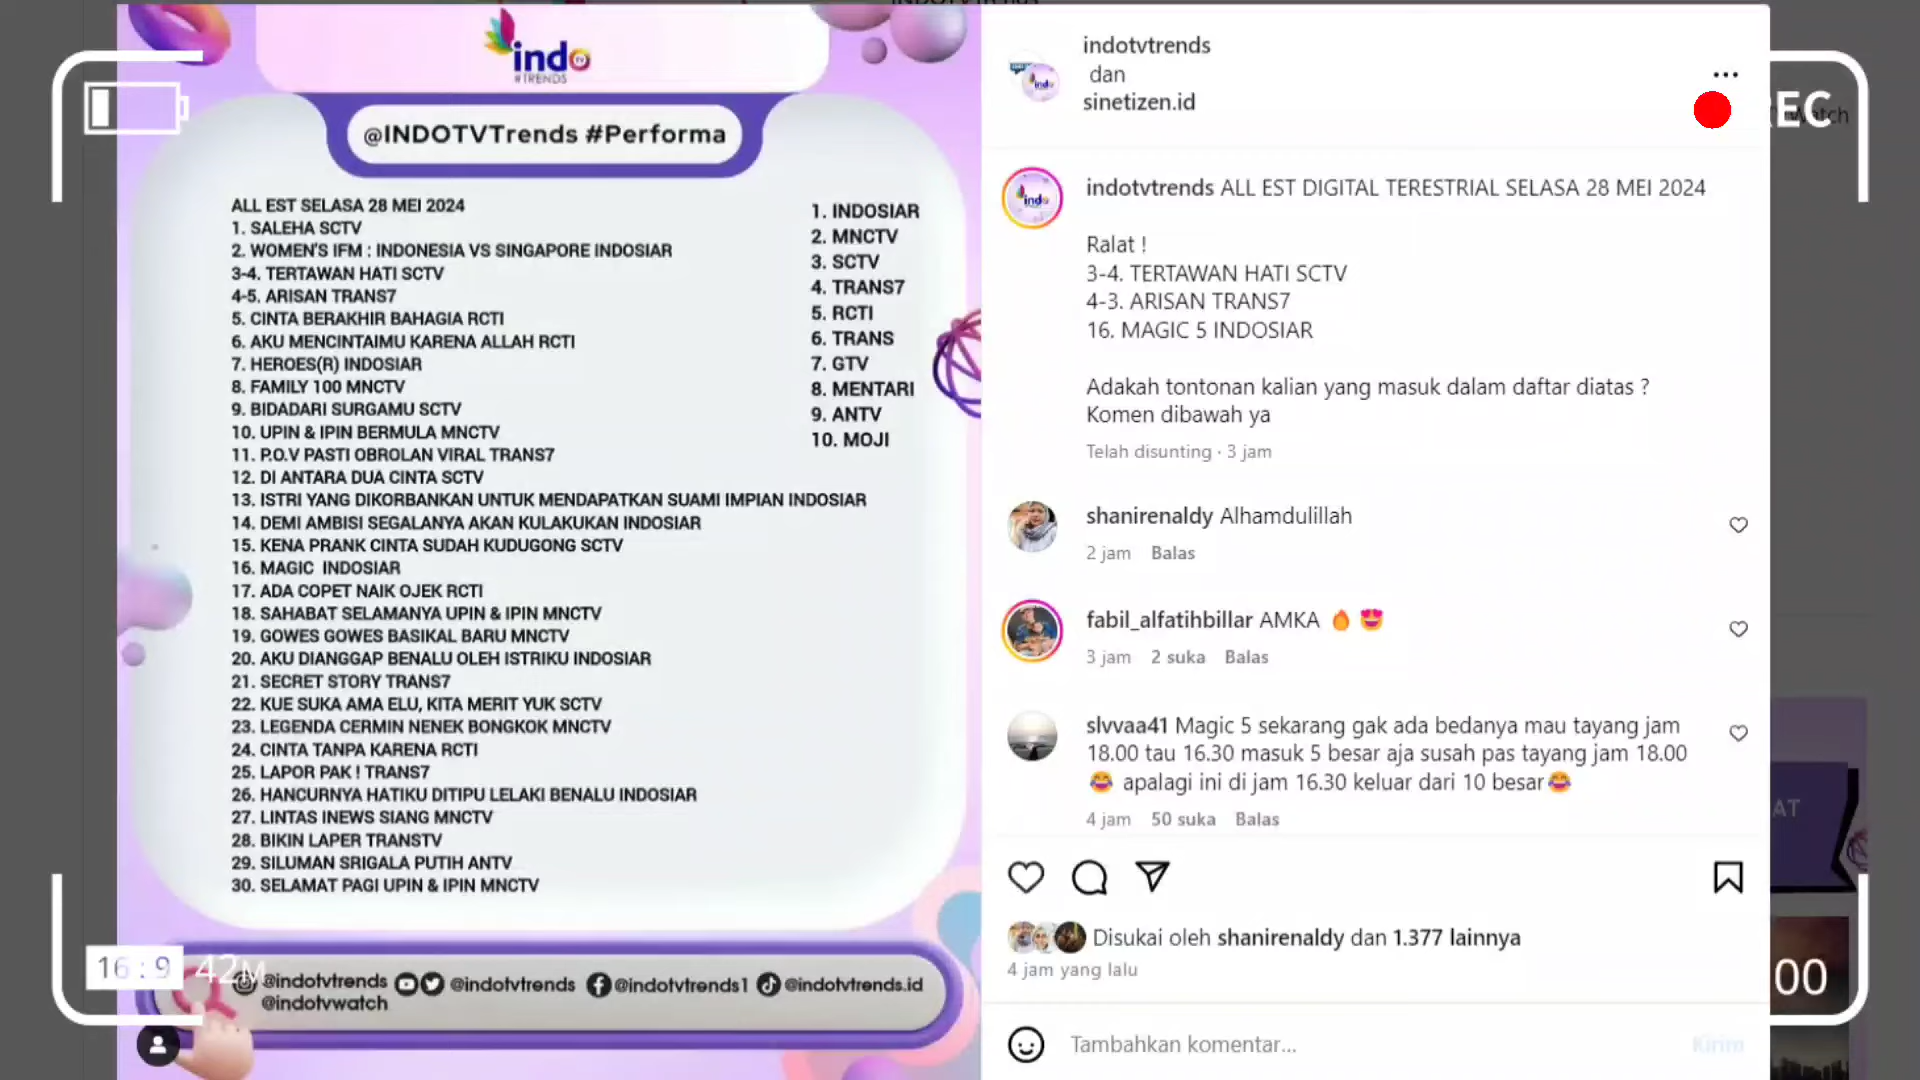 indo
TV
#TRENDS
@INDOTVTrends #Performa
ALL EST SELASA 28 MEI 2024
1. SALEHA SCTV
2. WOMEN'S IFM : INDONESIA VS SINGAPORE INDOSIAR
3-4. TERTAWAN HATI SCTV
4-5. ARISAN TRANS7
5. CINTA BERAKHIR BAHAGIA RCTI
6. AKU MENCINTAIMU KARENA ALLAH RCTI
7. HEROES(R) INDOSIAR
8. FAMILY 100 MNCTV
9. BIDADARI SURGAMU SCTV
10. UPIN & IPIN BERMULA MNCTV
11. P.O.V PASTI OBROLAN VIRAL TRANS7
12. DI ANTARA DUA CINTA SCTV
13. ISTRI YANG DIKORBANKAN UNTUK MENDAPATKAN SUAMI IMPIAN INDOSIAR
14. DEMI AMBISI SEGALANYA AKAN KULAKUKAN INDOSIAR
15. KENA PRANK CINTA SUDAH KUDUGONG SCTV
16. MAGIC  INDOSIAR
17. ADA COPET NAIK OJEK RCTI
18. SAHABAT SELAMANYA UPIN & IPIN MNCTV
19. GOWES GOWES BASIKAL BARU MNCTV
20. AKU DIANGGAP BENALU OLEH ISTRIKU INDOSIAR
21. SECRET STORY TRANS7
22. KUE SUKA AMA ELU, KITA MERIT YUK SCTV
23. LEGENDA CERMIN NENEK BONGKOK MNCTV
24. CINTA TANPA KARENA RCTI
25. LAPOR PAK ! TRANS7
26. HANCURNYA HATIKU DITIPU LELAKI BENALU INDOSIAR
27. LINTAS INEWS SIANG MNCTV
28. BIKIN LAPER TRANSTV
29. SILUMAN SRIGALA PUTIH ANTV
30. SELAMAT PAGI UPIN & IPIN MNCTV
1. INDOSIAR
2. MNCTV
3. SCTV
4. TRANS7
5. RCTI
6. TRANS
7. GTV
8. MENTARI
9. ANTV
10. MOJI
@indotvtrends
@indotvwatch
@indotvtrends
@indotvtrends1
@indotvtrends.id
16:9
42M
indotvtrends
dan
sinetizen.id
EC
Watch
indotvtrends ALL EST DIGITAL TERESTRIAL SELASA 28 MEI 2024
Ralat !
3-4. TERTAWAN HATI SCTV
4-3. ARISAN TRANS7
16. MAGIC 5 INDOSIAR
Adakah tontonan kalian yang masuk dalam daftar diatas ?
Komen dibawah ya
Telah disunting · 3 jam
shanirenaldy Alhamdulillah
2 jam Balas
fabil_alfatihbillar AMKA 🔥 😍
3 jam 2 suka Balas
slvvaa41 Magic 5 sekarang gak ada bedanya mau tayang jam
18.00 tau 16.30 masuk 5 besar aja susah pas tayang jam 18.00
😂 apalagi ini di jam 16.30 keluar dari 10 besar😂
4 jam 50 suka Balas
Disukai oleh shanirenaldy dan 1.377 lainnya
4 jam yang lalu
Tambahkan komentar...
Kirim
AT
00